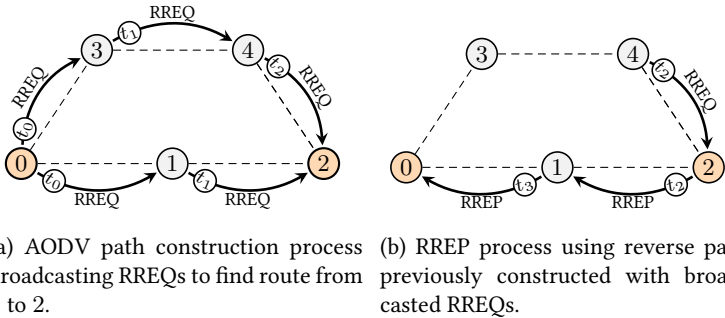 RREQ
t₁
3
4
t₂
RREQ
RREQ
t₀
0
1
2
t₀
RREQ
t₁
RREQ
3
4
t₂
RREQ
0
1
2
t₃
RREP
t₂
RREP
a) AODV path construction process
roadcasting RREQs to find route from
to 2.
(b) RREP process using reverse pa
previously constructed with broa
casted RREQs.